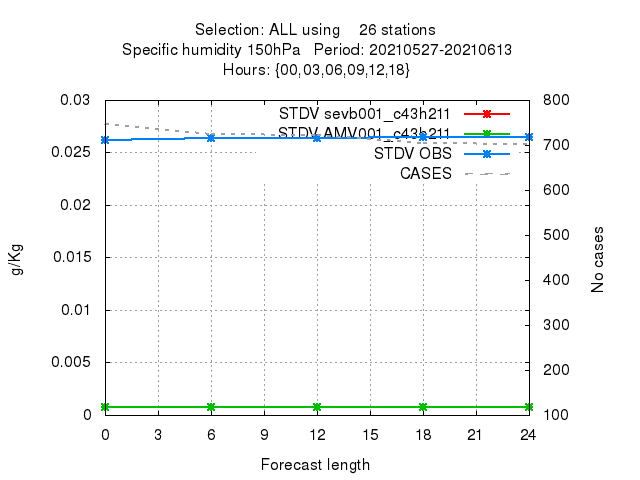 Selection: ALL using 26 stations
Specific humidity 150hPa Period: 20210527-20210613
Hours: {00,03,06,09,12,18}
STDV sevb001_c43h211
STDV AMV001_c43h211
STDV OBS
CASES
0.03
0.025
0.02
0.015
0.01
0.005
0
g/Kg
800
700
600
500
400
300
200
100
No cases
0 3 6 9 12 15 18 21 24
Forecast length